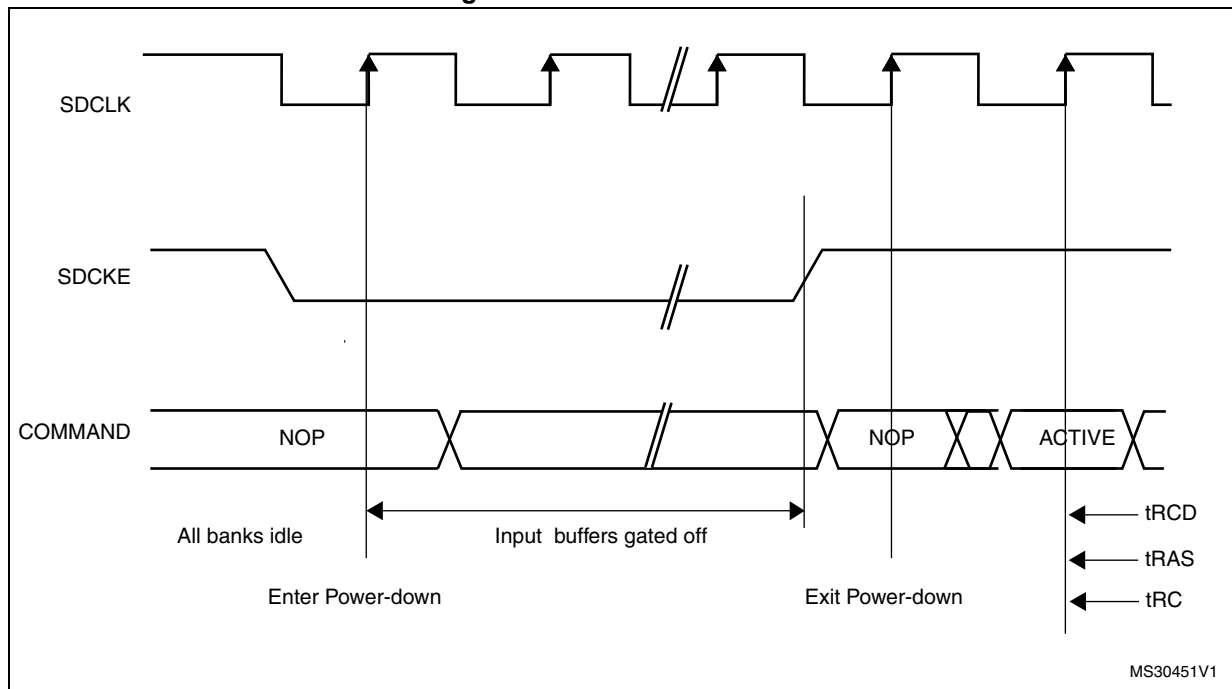 SDCLK
SDCKE
COMMAND
NOP
NOP
ACTIVE
All banks idle
Input buffers gated off
tRCD
tRAS
Enter Power-down
Exit Power-down
tRC
MS30451V1